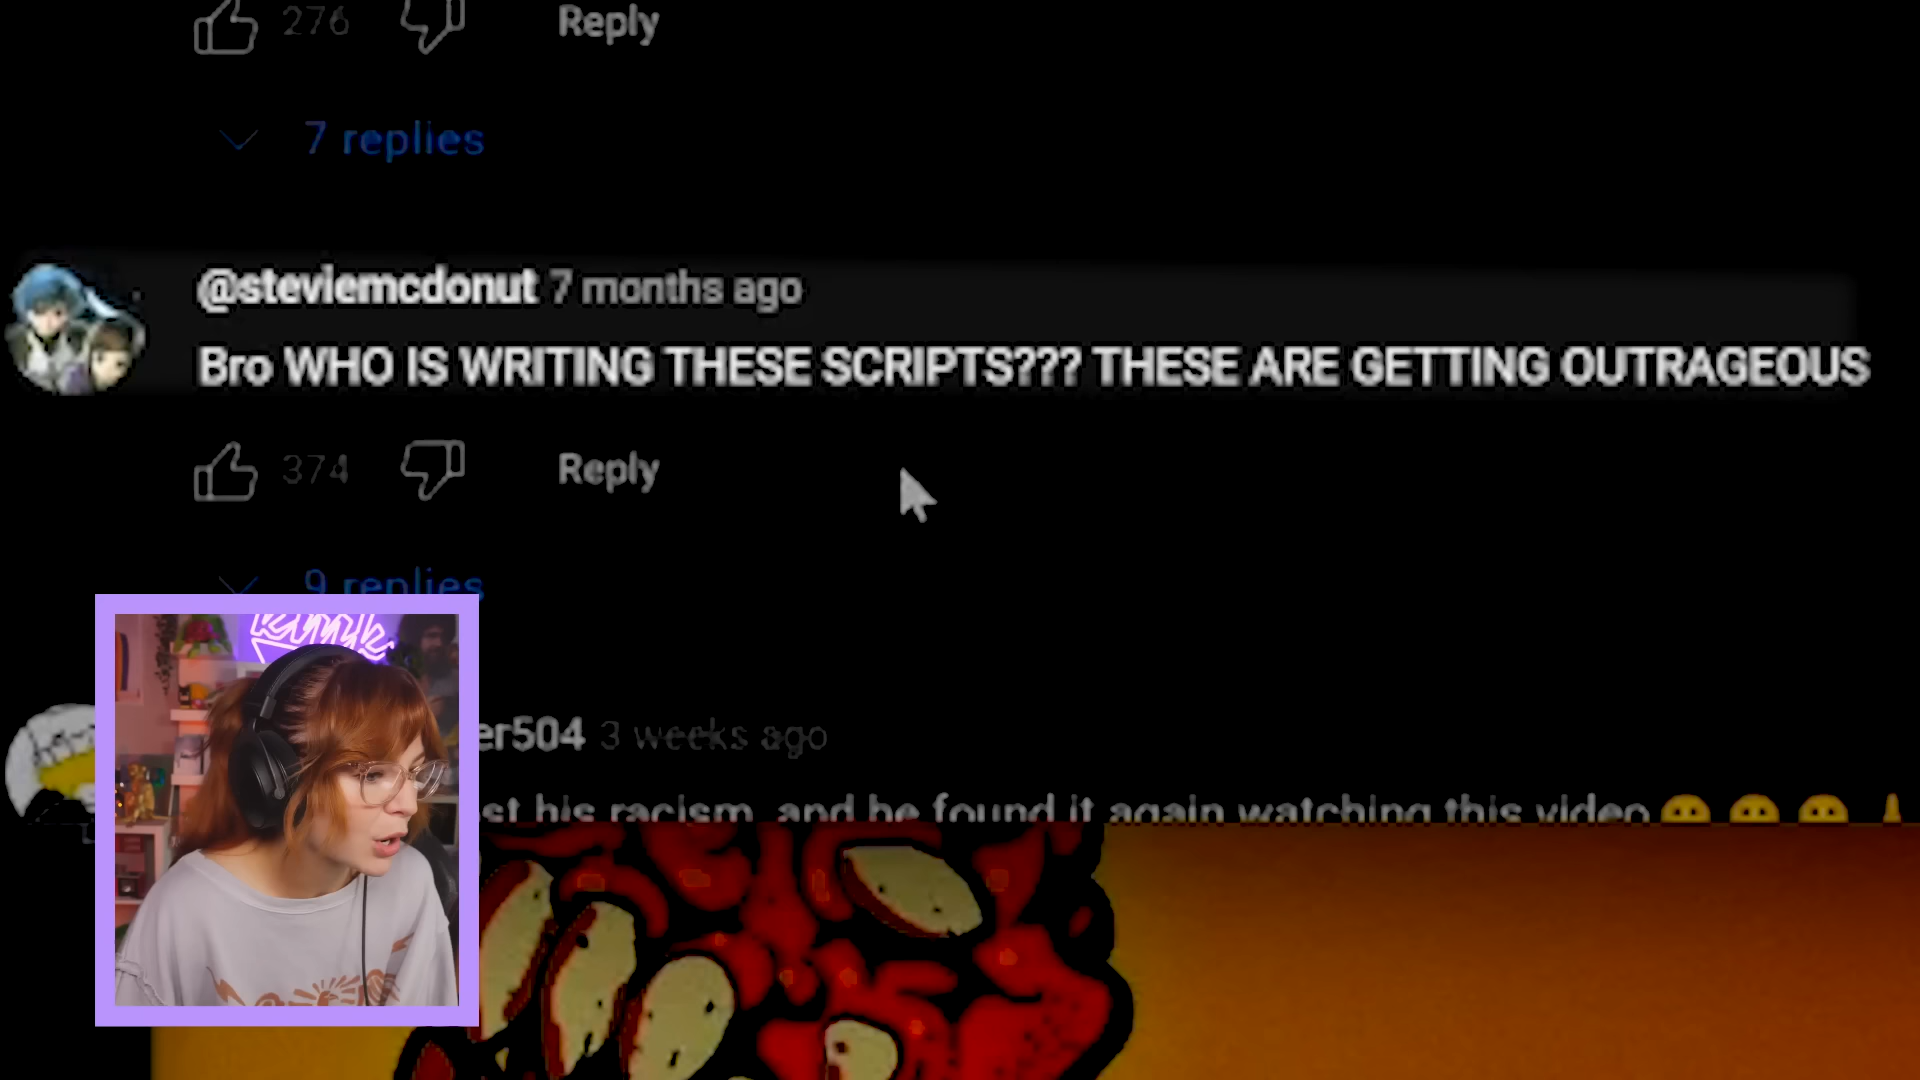 276 Reply
7 replies
@steviemcdonut 7 months ago
Bro WHO IS WRITING THESE SCRIPTS??? THESE ARE GETTING OUTRAGEOUS
374 Reply
9 replies
er504 3 weeks ago
st his racism, and he found it again watching this video